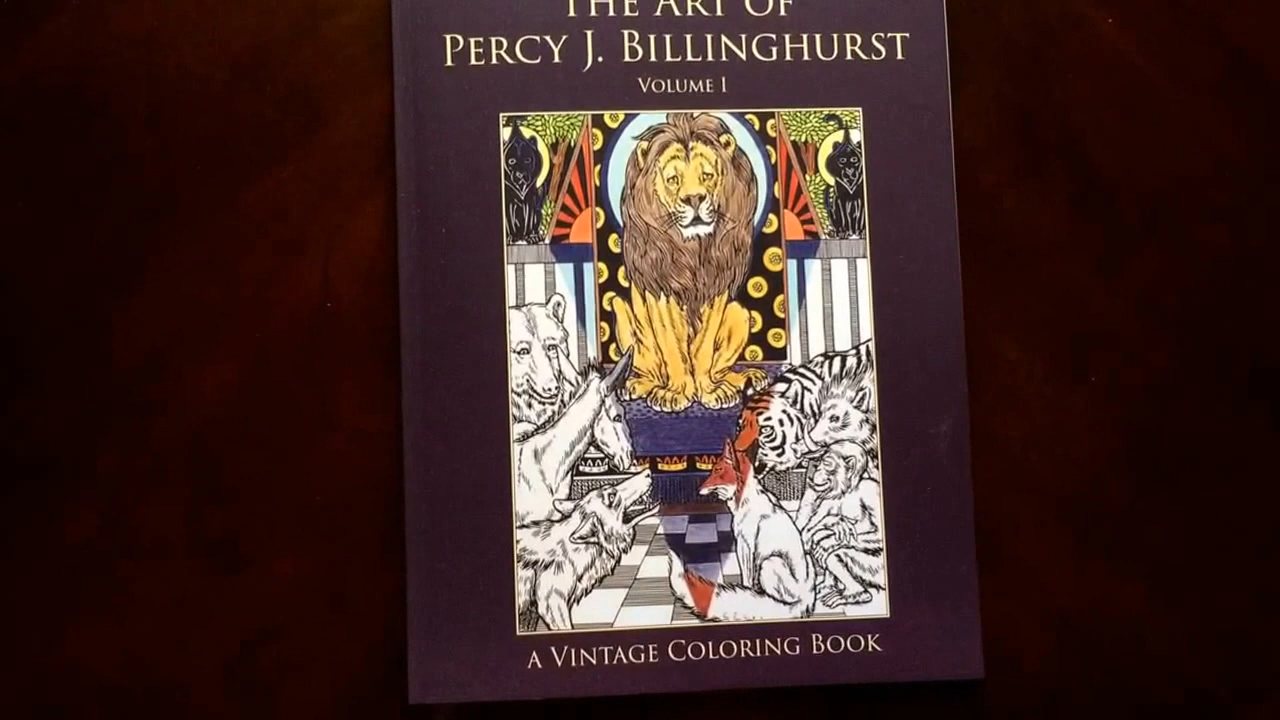 THE ART OF
PERCY J. BILLINGHURST
VOLUME I
A VINTAGE COLORING BOOK